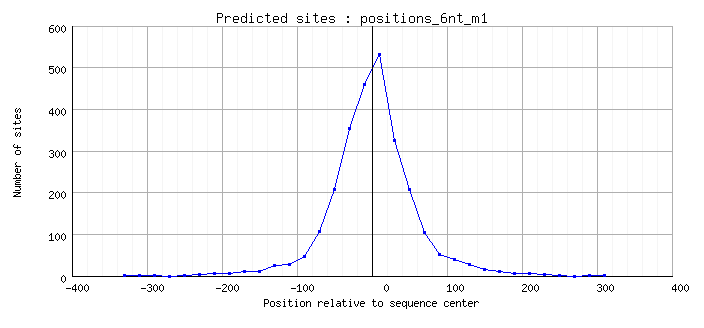 Predicted sites : positions_6nt_m1
600
500
400
300
200
100
0
Number of sites
-400 -300 -200 -100 0 100 200 300 400
Position relative to sequence center